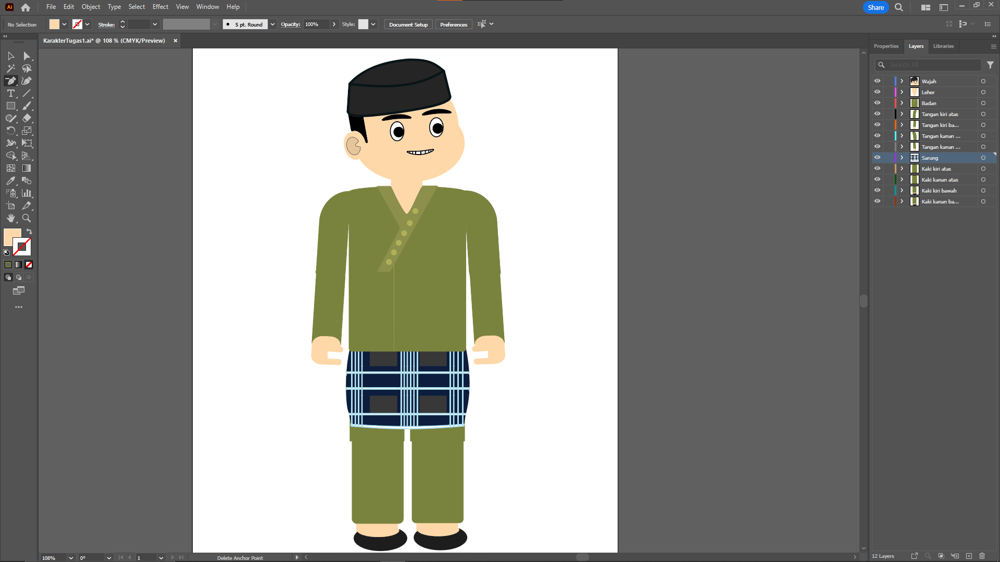 Ai File Edit Object Type Select Effect View Window Help Share
No Selection Stroke: 5 pt. Round Opacity: 100% Style: Document Setup Preferences
KarakterTugas1.ai* @ 108 % (CMYK/Preview) ×
Properties Layers Libraries
Search All
Wajah
Leher
Badan
Tangan kiri atas
Tangan kiri ba...
Tangan kanan ...
Tangan kanan ...
Sarung
Kaki kiri atas
Kaki kanan atas
Kaki kiri bawah
Kaki kanan ba...
108% 0° 1 Delete Anchor Point
12 Layers